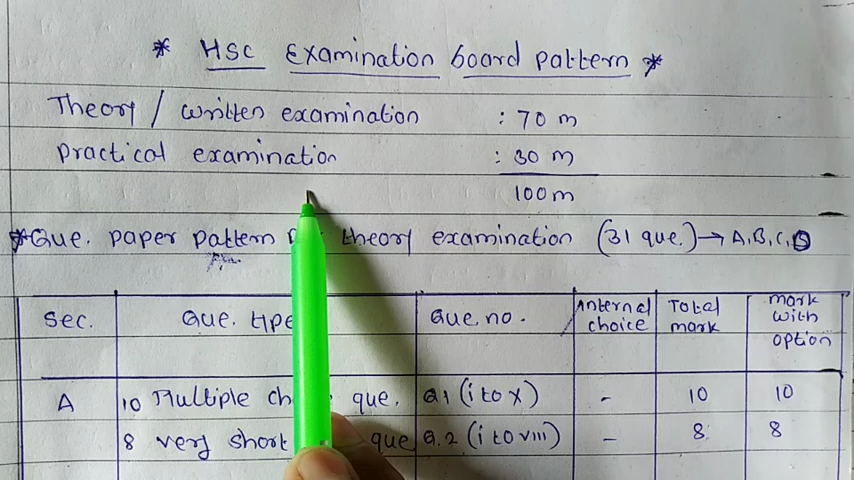 * HSC Examination board pattern *
Theory / written examination : 70 m
practical examination : 30 m
100 m
*Que. paper pattern theory examination (31 que.) → A, B, C, D
Sec. Que. type Que. no. Internal choice Total mark mark with option
A 10 Multiple que. Q.1 (i to x) - 10 10
8 very short que Q.2 (i to viii) - 8 8